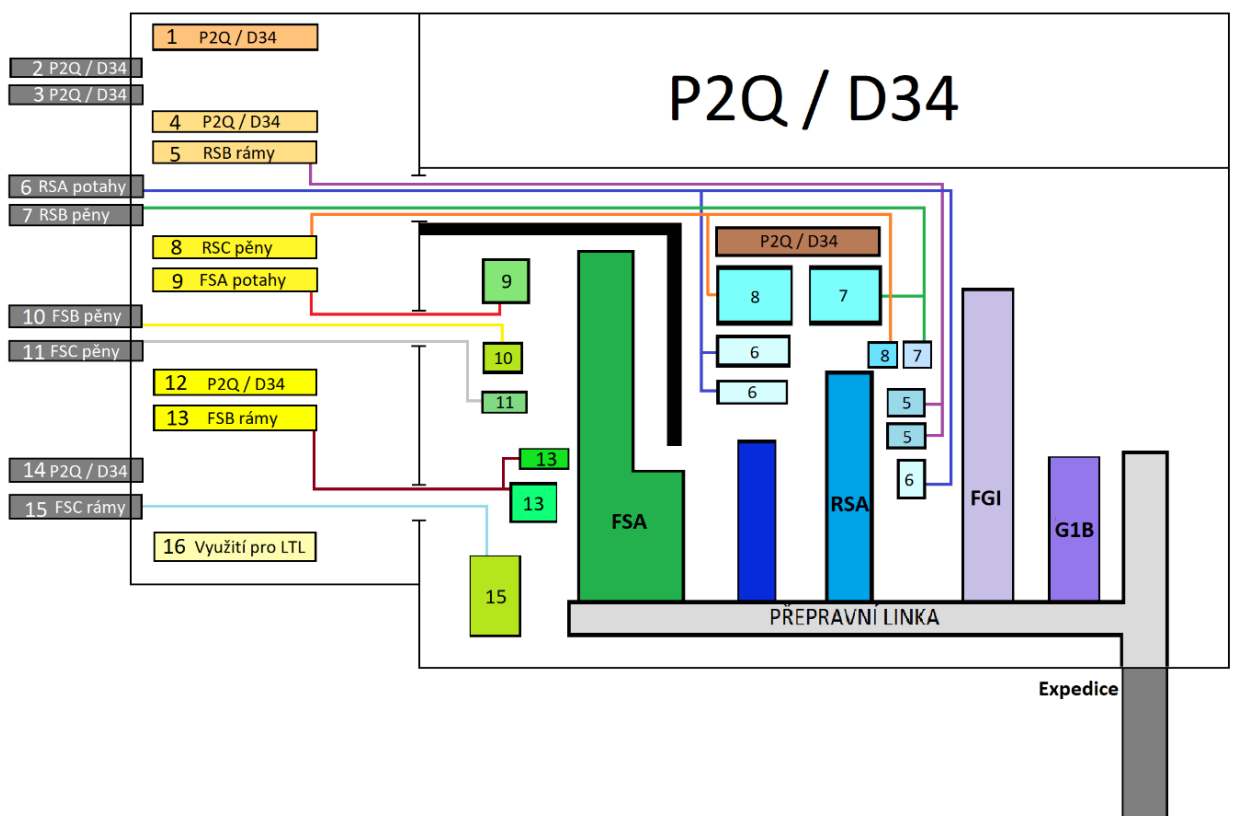 1 P2Q / D34
2 P2Q / D34
3 P2Q / D34
4 P2Q / D34
5 RSB rámy
6 RSA potahy
7 RSB pěny
8 RSC pěny
9 FSA potahy
10 FSB pěny
11 FSC pěny
12 P2Q / D34
13 FSB rámy
14 P2Q / D34
15 FSC rámy
16 Využití pro LTL
P2Q / D34
P2Q / D34
9
8
7
10
6
8
7
11
6
5
5
13
6
13
15
FSA
RSA
FGI
G1B
PŘEPRAVNÍ LINKA
Expedice